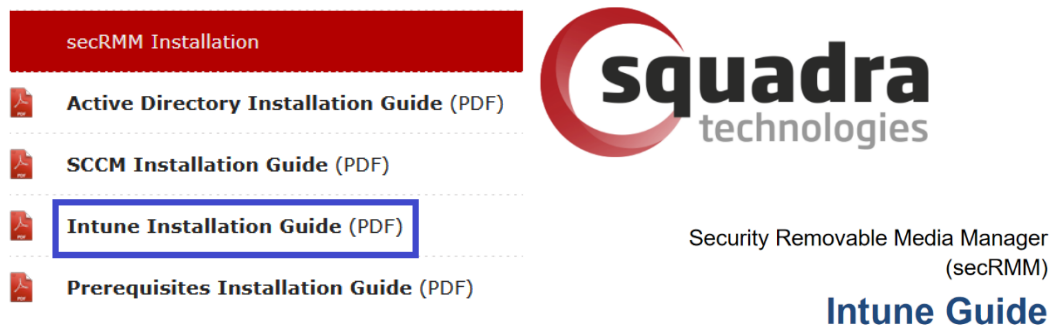 secRMM Installation
Active Directory Installation Guide (PDF)
SCCM Installation Guide (PDF)
Intune Installation Guide (PDF)
Prerequisites Installation Guide (PDF)
squadra
technologies
Security Removable Media Manager
(secRMM)
Intune Guide